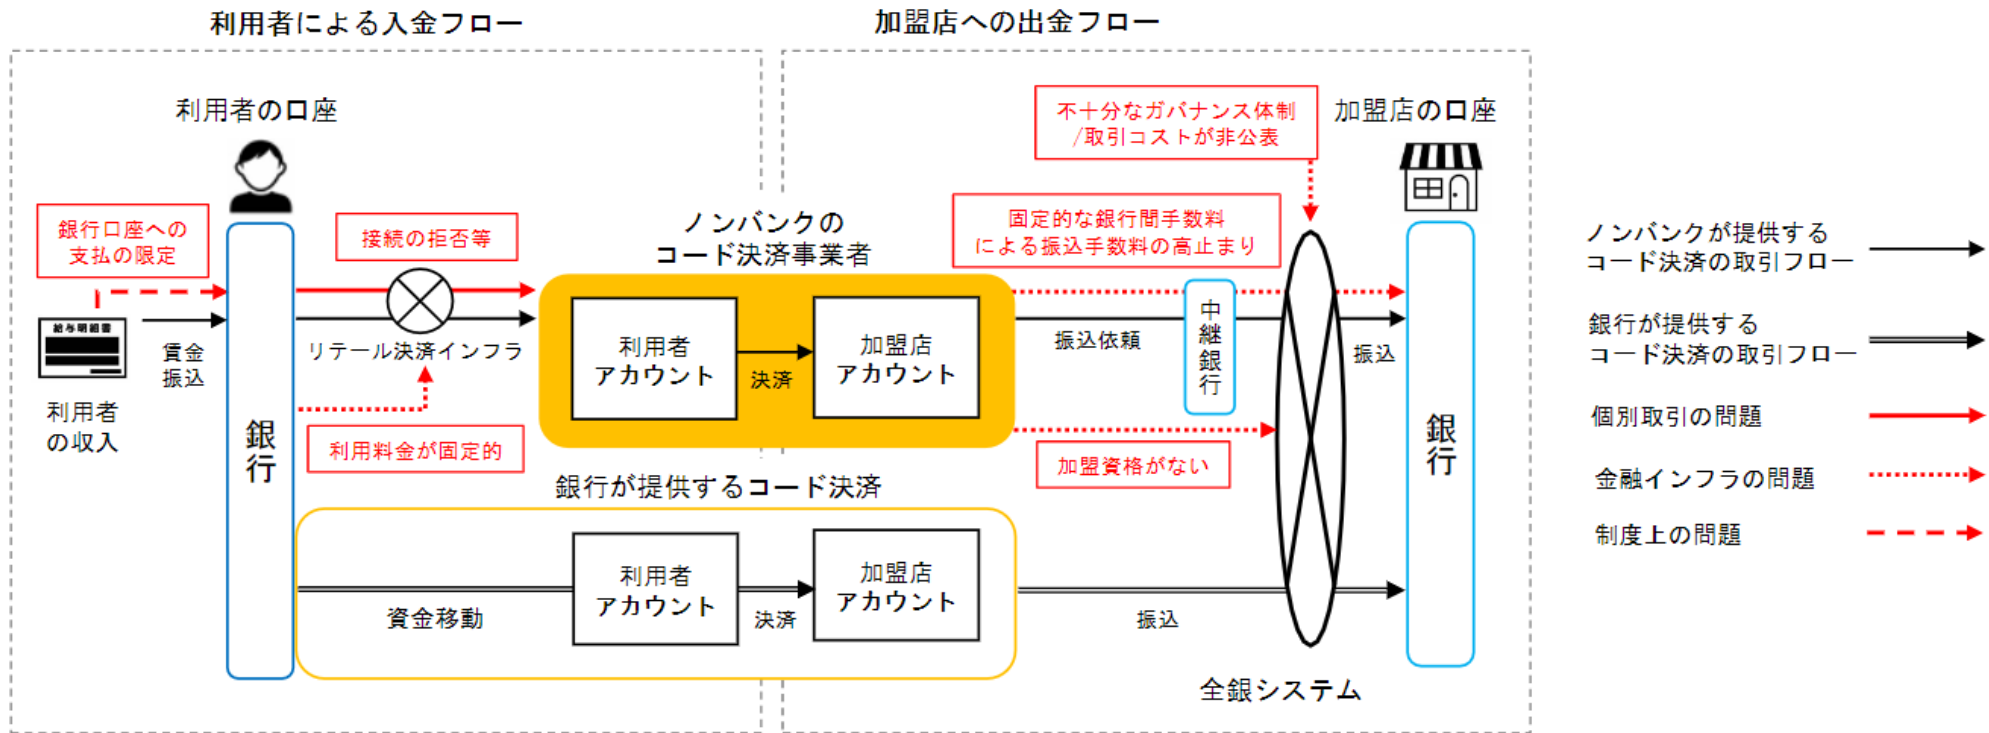 利用者による入金フロー
加盟店への出金フロー
利用者の口座
銀行口座への
支払の限定
接続の拒否等
給与明細書
賃金
振込
利用者
の収入
銀行
リテール決済インフラ
利用料金が固定的
ノンバンクの
コード決済事業者
利用者
アカウント
決済
加盟店
アカウント
銀行が提供するコード決済
資金移動
利用者
アカウント
決済
加盟店
アカウント
不十分なガバナンス体制
/取引コストが非公表
加盟店の口座
固定的な銀行間手数料
による振込手数料の高止まり
振込依頼
中継銀行
振込
加盟資格がない
銀行
振込
全銀システム
ノンバンクが提供する
コード決済の取引フロー
銀行が提供する
コード決済の取引フロー
個別取引の問題
金融インフラの問題
制度上の問題